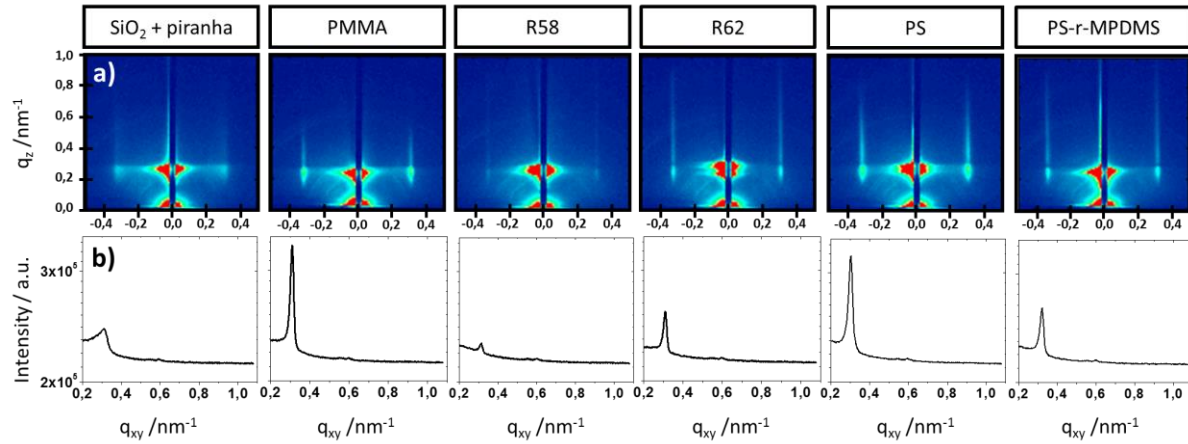 SiO₂ + piranha PMMA R58 R62 PS PS-r-MPDMS
a)
q_z /nm⁻¹
1,0
0,8
0,6
0,4
0,2
0,0
-0,4 -0,2 0,0 0,2 0,4 -0,4 -0,2 0,0 0,2 0,4 -0,4 -0,2 0,0 0,2 0,4 -0,4 -0,2 0,0 0,2 0,4 -0,4 -0,2 0,0 0,2 0,4 -0,4 -0,2 0,0 0,2 0,4
b)
Intensity / a.u.
3x10⁵
2x10⁵
0,2 0,4 0,6 0,8 1,0 0,2 0,4 0,6 0,8 1,0 0,2 0,4 0,6 0,8 1,0 0,2 0,4 0,6 0,8 1,0 0,2 0,4 0,6 0,8 1,0 0,2 0,4 0,6 0,8 1,0
q_xy /nm⁻¹ q_xy /nm⁻¹ q_xy /nm⁻¹ q_xy /nm⁻¹ q_xy /nm⁻¹ q_xy /nm⁻¹